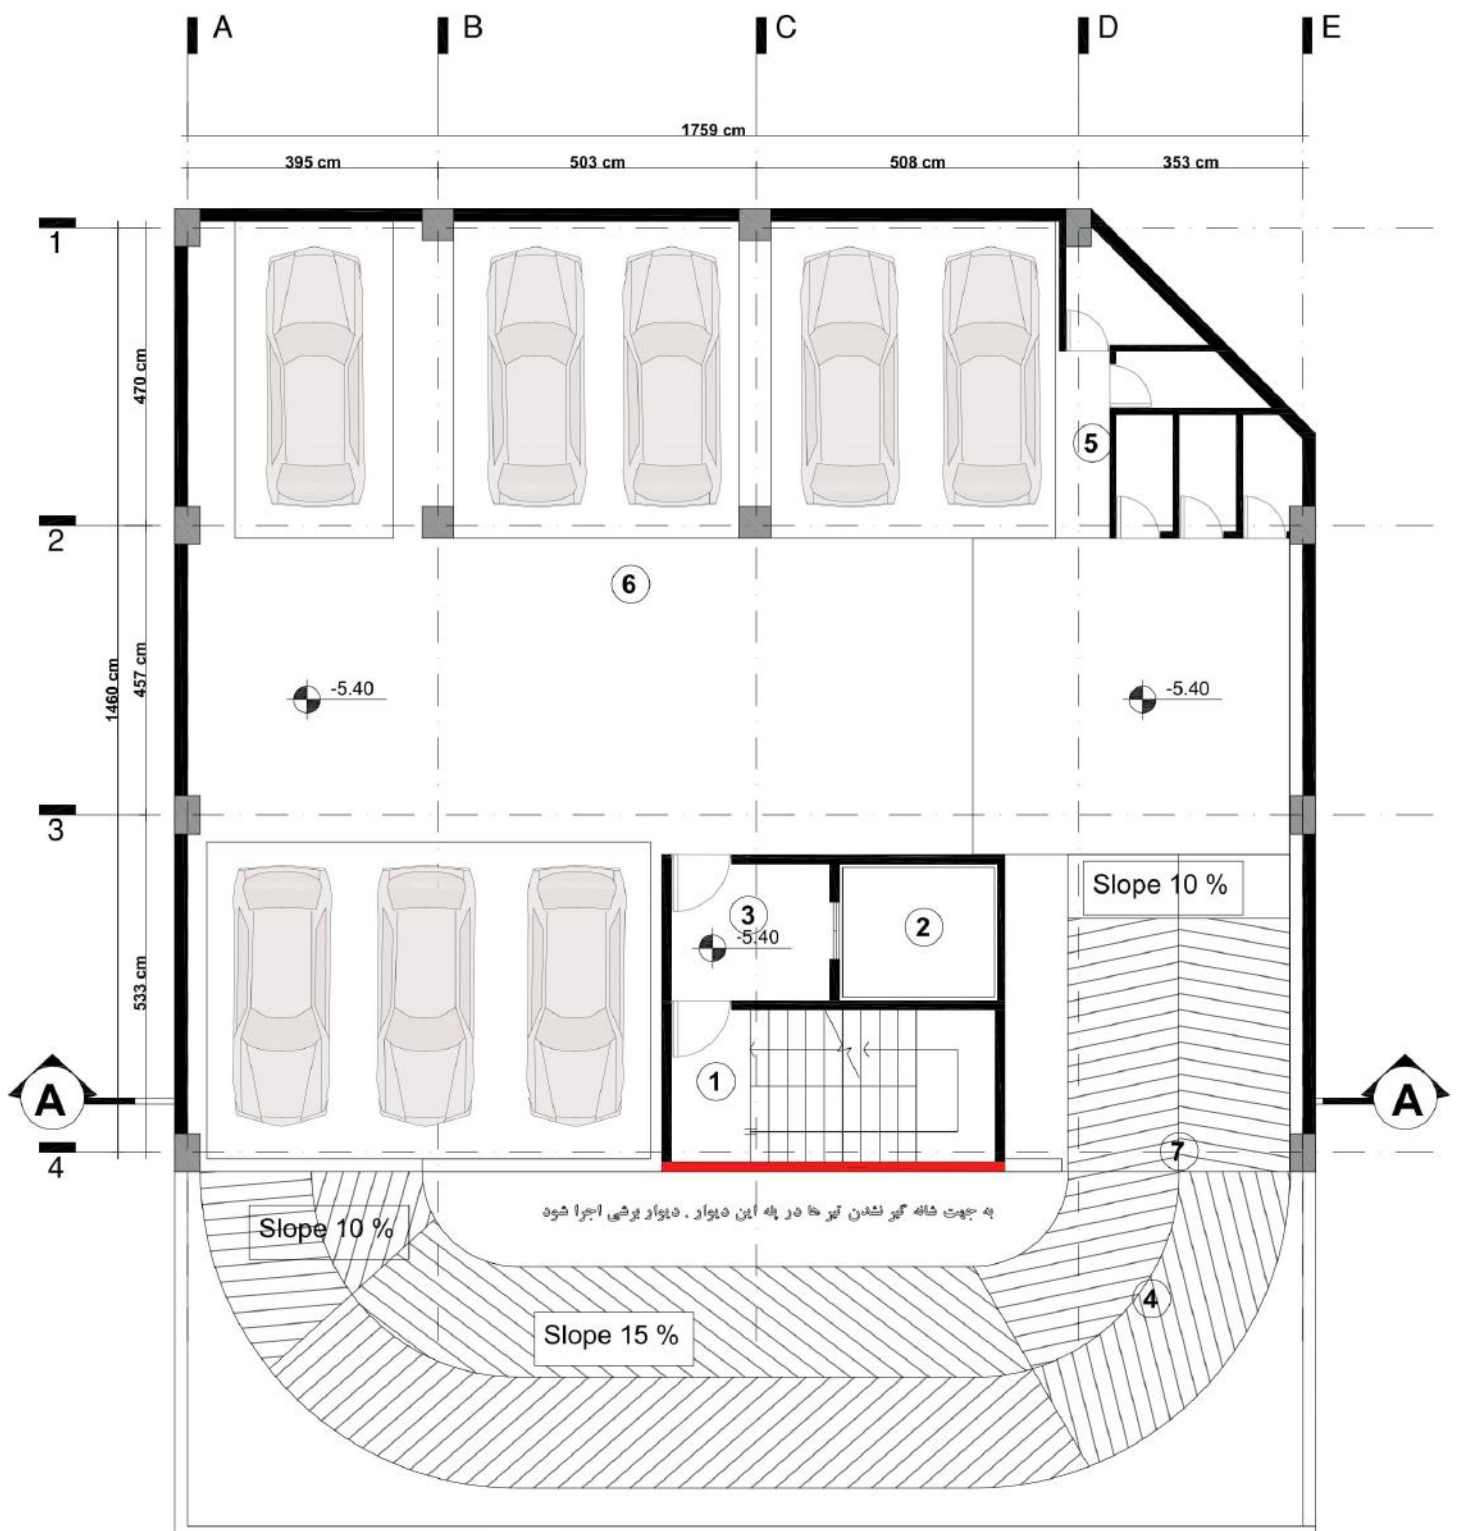 A B C D E
1759 cm
395 cm 503 cm 508 cm 353 cm
1
470 cm
5
2
6
1460 cm
457 cm
-5.40 -5.40
3
Slope 10 %
3
2
-5.40
533 cm
1
A A
4
7
به جهت شانه گیر نشدن تیر ها در پله این دیوار . دیوار برشی اجرا شود
Slope 10 %
4
Slope 15 %